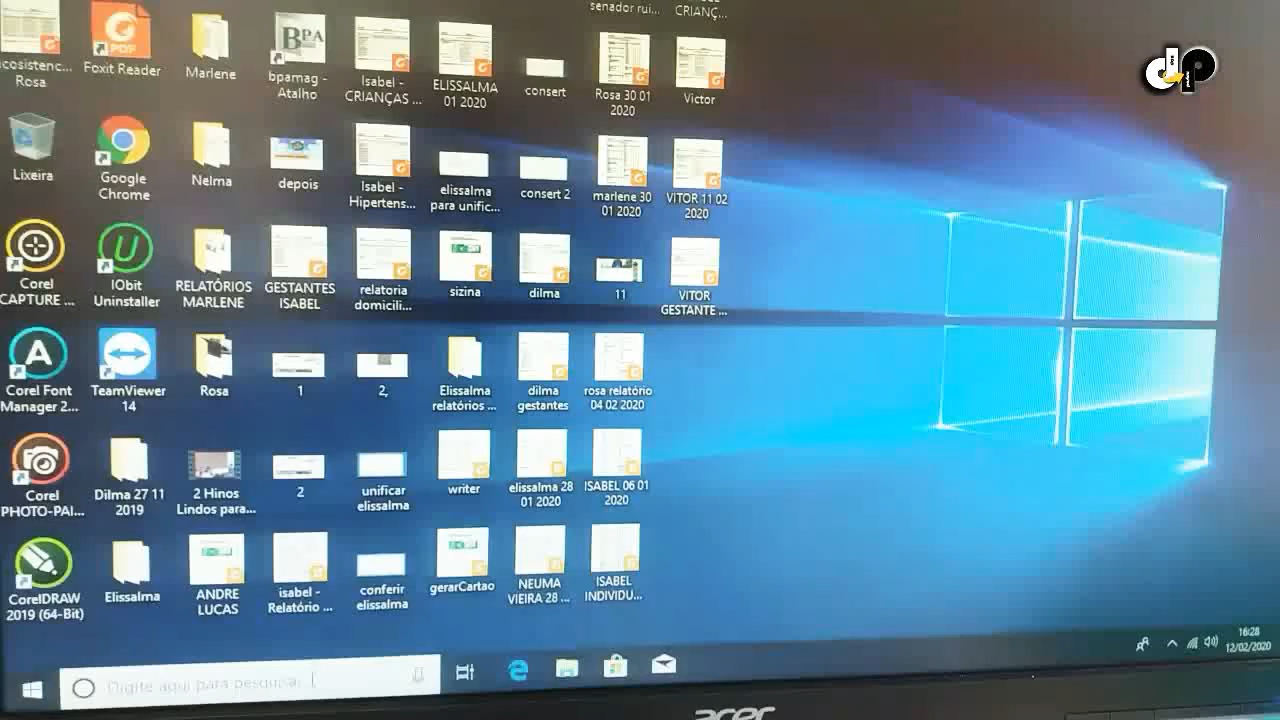 senador rui...
CRIANÇ...
Rosa
PDF
Foxit Reader
Marlene
BPA
bpamag -
Atalho
Isabel -
CRIANÇAS ...
ELISSALMA
01 2020
consert
Rosa 30 01
2020
Victor
Lixeira
Google
Chrome
Nelma
depois
Isabel -
Hipertens...
elissalma
para unific...
consert 2
marlene 30
01 2020
VITOR 11 02
2020
Corel
CAPTURE ...
IObit
Uninstaller
RELATÓRIOS
MARLENE
GESTANTES
ISABEL
relatoria
domicili...
sizina
dilma
11
VITOR
GESTANTE ...
Corel Font
Manager 2...
TeamViewer
14
Rosa
1
2,
Elissalma
relatórios ...
dilma
gestantes
rosa relatório
04 02 2020
Corel
PHOTO-PAI...
Dilma 27 11
2019
2 Hinos
Lindos para...
2
unificar
elissalma
writer
elissalma 28
01 2020
ISABEL 06 01
2020
CorelDRAW
2019 (64-Bit)
Elissalma
ANDRE
LUCAS
isabel -
Relatório ...
conferir
elissalma
gerarCartao
NEUMA
VIEIRA 28 ...
ISABEL
INDIVIDU...
Digite aqui para pesquisar
16:28
12/02/2020
acer
dp